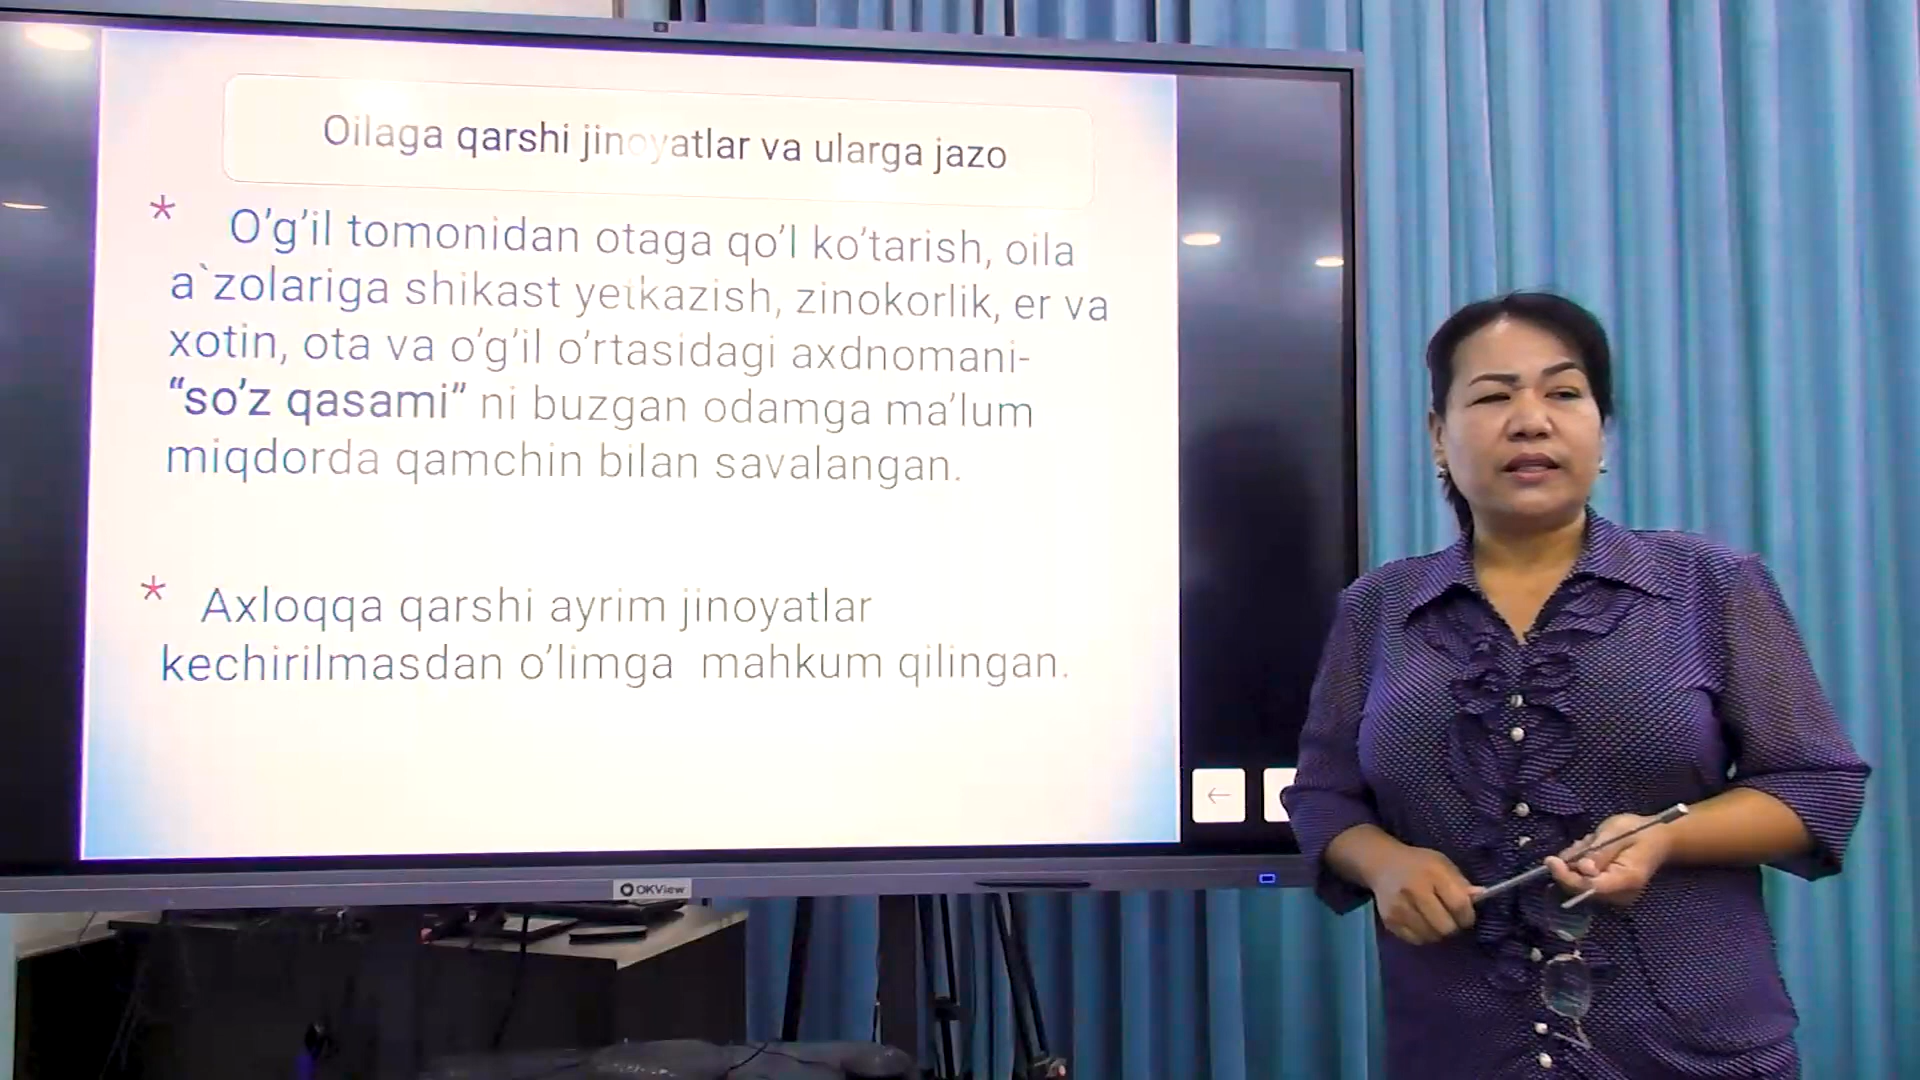 Oilaga qarshi jinoyatlar va ularga jazo
* O’g’il tomonidan otaga qo’l ko’tarish, oila
a`zolariga shikast yetkazish, zinokorlik, er va
xotin, ota va o’g’il o’rtasidagi axdnomani-
“so’z qasami” ni buzgan odamga ma’lum
miqdorda qamchin bilan savalangan.
* Axloqqa qarshi ayrim jinoyatlar
kechirilmasdan o’limga mahkum qilingan.
OKView